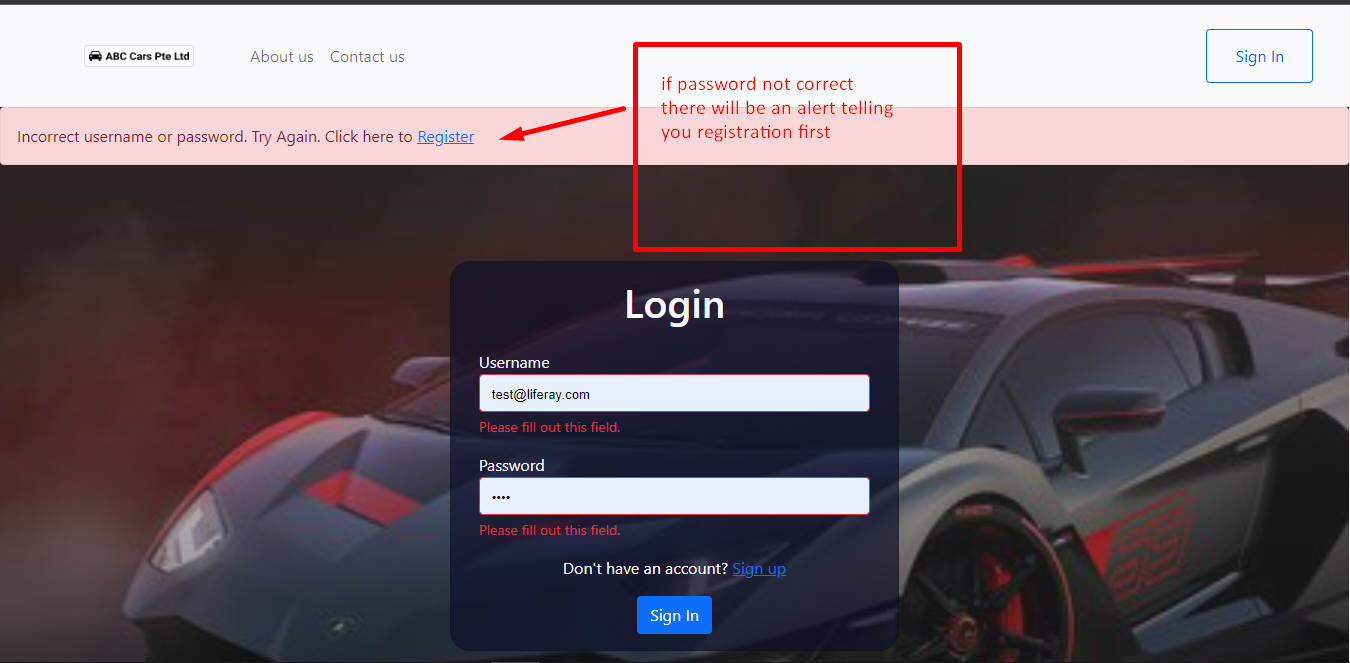 ABC Cars Pte Ltd
About us
Contact us
Sign In
if password not correct
there will be an alert telling
you registration first
Incorrect username or password. Try Again. Click here to Register
Login
Username
test@liferay.com
Please fill out this field.
Password
••••
Please fill out this field.
Don't have an account? Sign up
Sign In